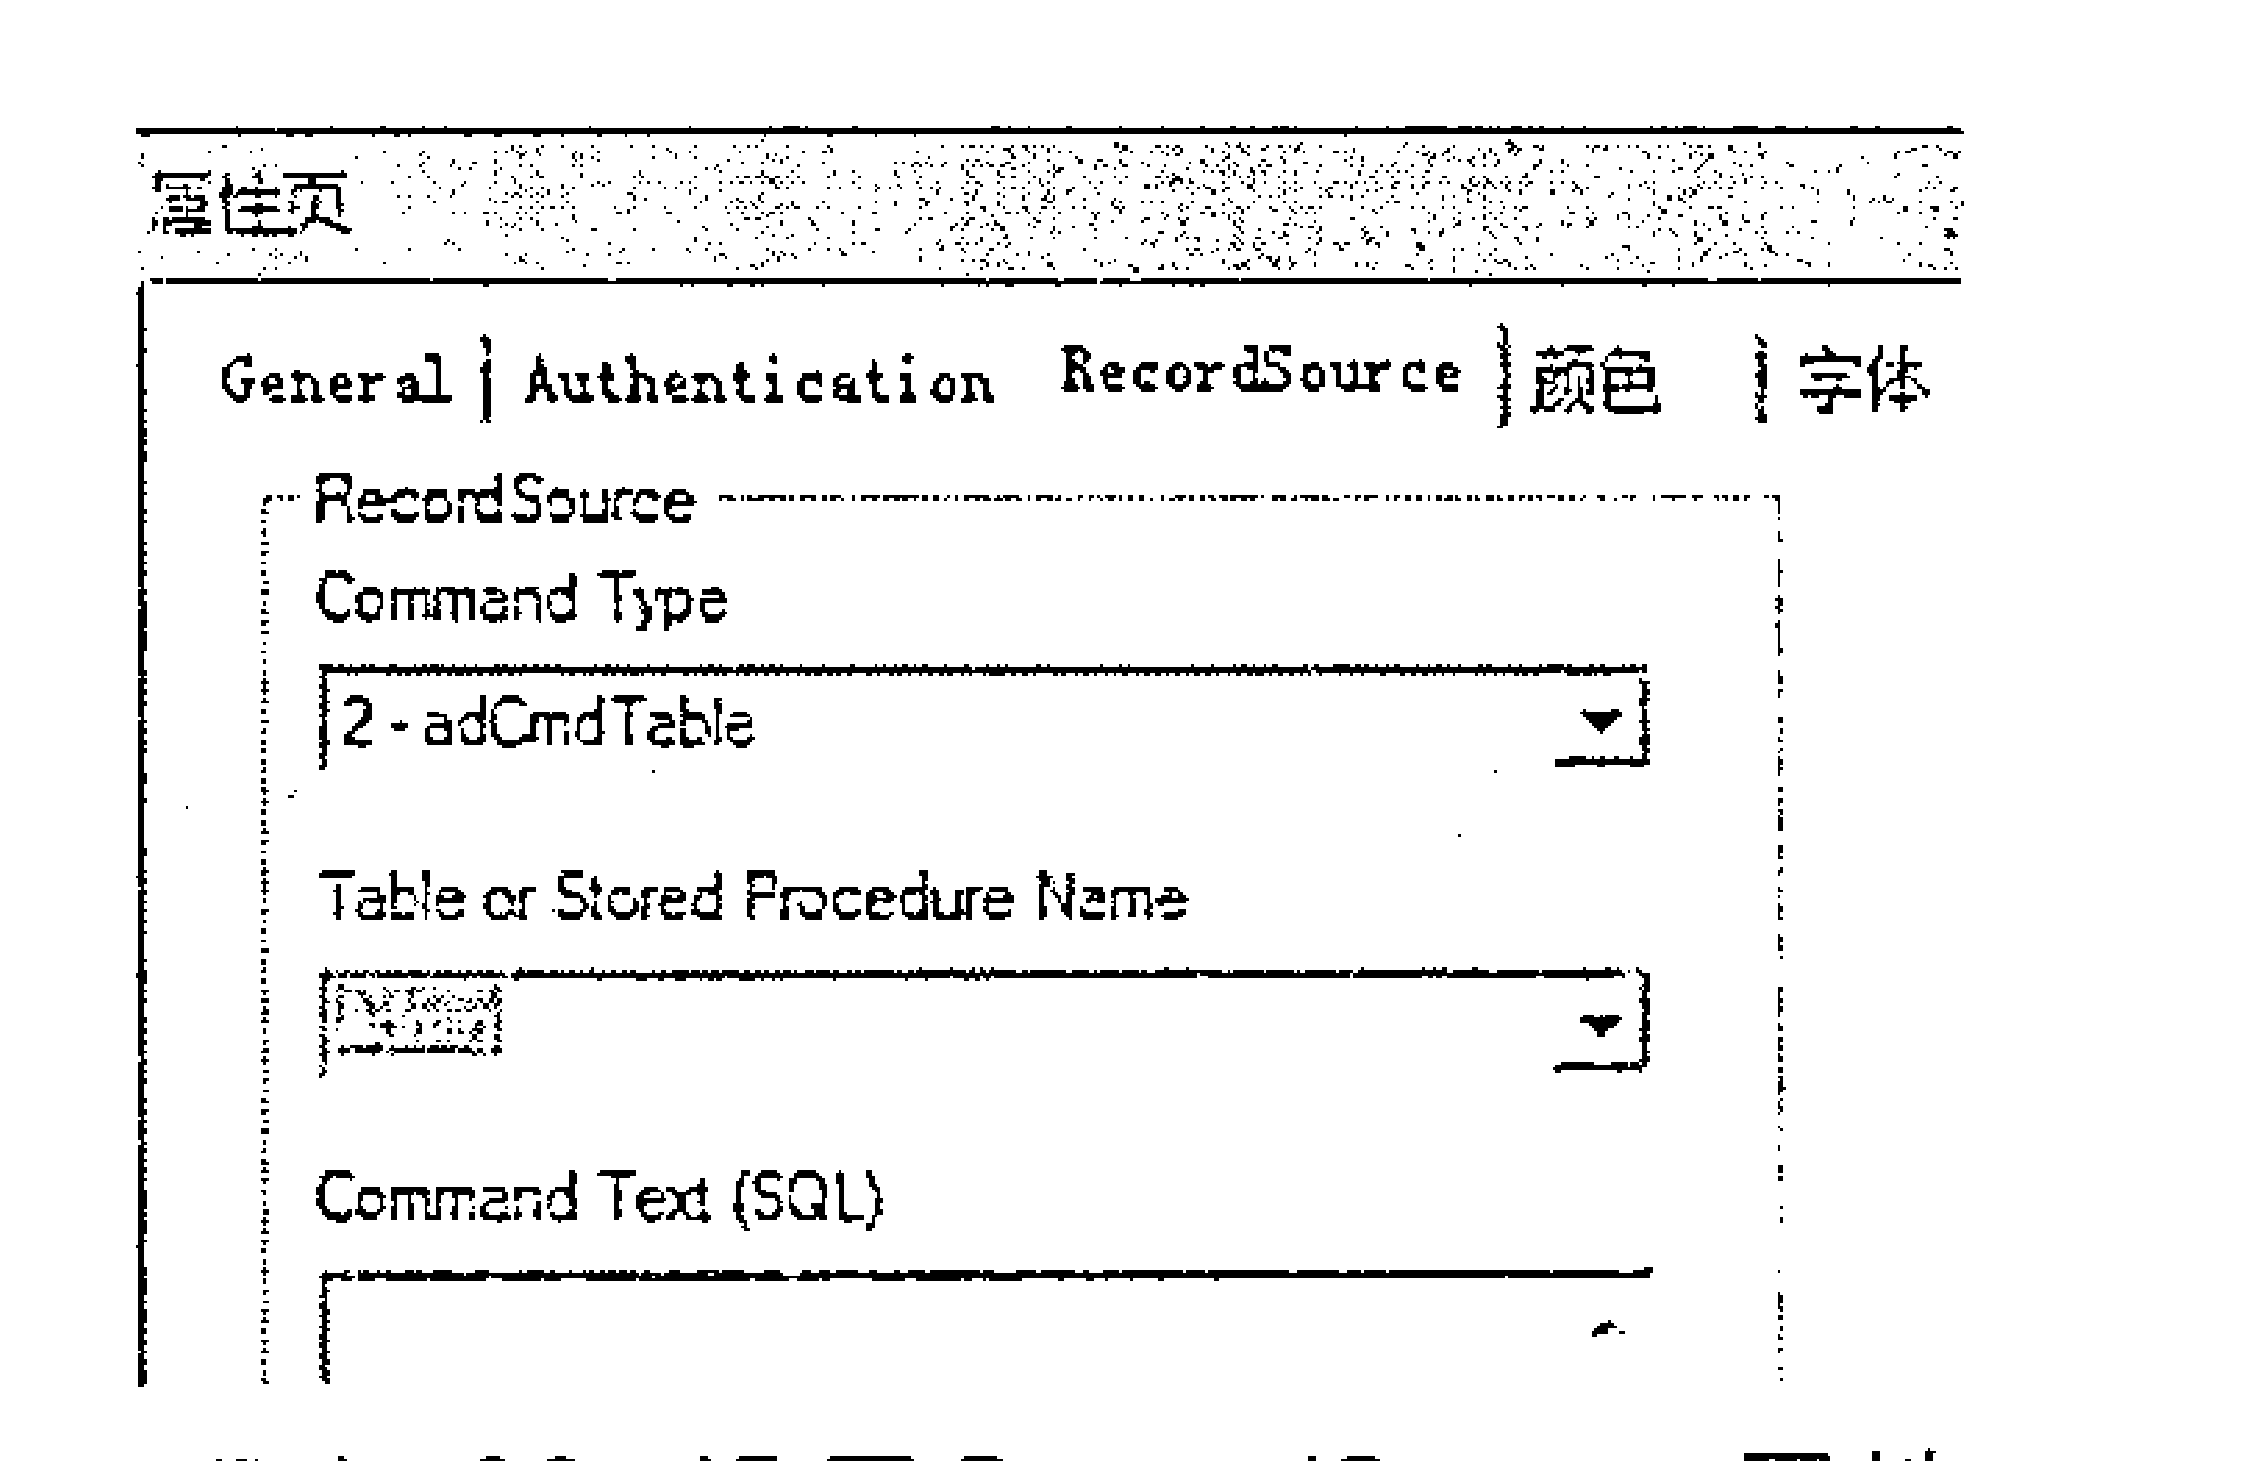 属性页
General Authentication RecordSource 颜色 字体
RecordSource
Command Type
2 - adCmdTable
Table or Stored Procedure Name
Command Text (SQL)